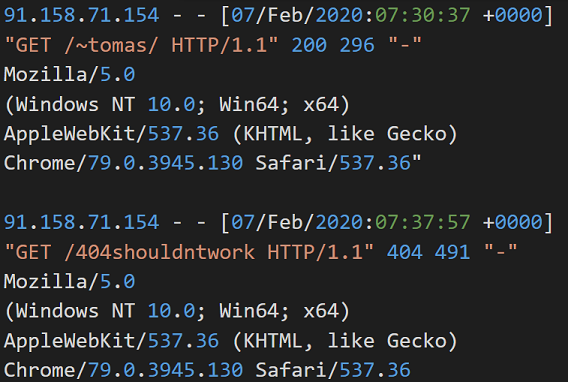 91.158.71.154 - - [07/Feb/2020:07:30:37 +0000]
"GET /~tomas/ HTTP/1.1" 200 296 "-"
Mozilla/5.0
(Windows NT 10.0; Win64; x64)
AppleWebKit/537.36 (KHTML, like Gecko)
Chrome/79.0.3945.130 Safari/537.36"
91.158.71.154 - - [07/Feb/2020:07:37:57 +0000]
"GET /404shouldntwork HTTP/1.1" 404 491 "-"
Mozilla/5.0
(Windows NT 10.0; Win64; x64)
AppleWebKit/537.36 (KHTML, like Gecko)
Chrome/79.0.3945.130 Safari/537.36